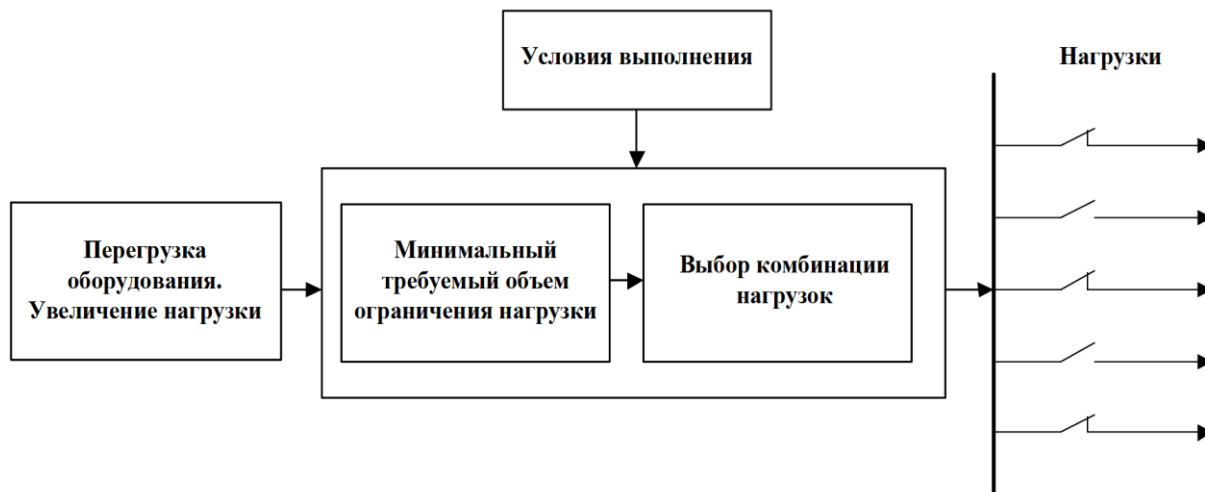 Условия выполнения
Нагрузки
Перегрузка
оборудования.
Увеличение нагрузки
Минимальный
требуемый объем
ограничения нагрузки
Выбор комбинации
нагрузок